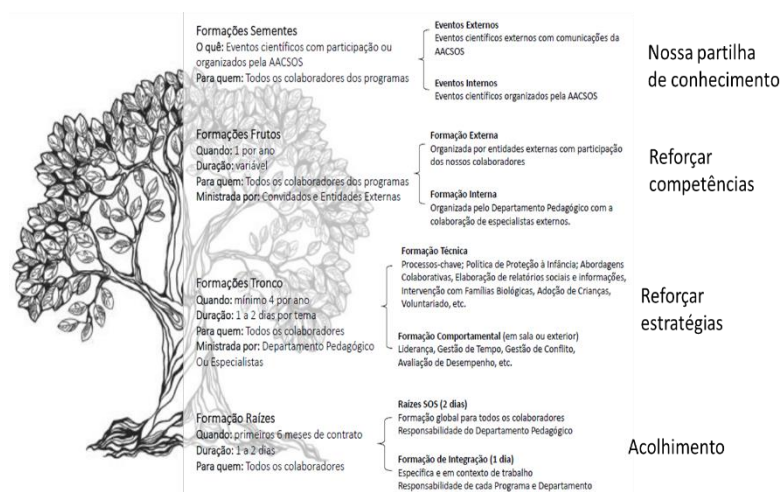 Formações Sementes
O quê: Eventos científicos com participação ou
organizados pela AACSOS
Para quem: Todos os colaboradores dos programas
Eventos Externos
Eventos científicos externos com comunicações da
AACSOS
Eventos Internos
Eventos científicos organizados pela AACSOS
Nossa partilha
de conhecimento
Formações Frutos
Quando: 1 por ano
Duração: variável
Para quem: Todos os colaboradores dos programas
Ministrada por: Convidados e Entidades Externas
Formação Externa
Organizada por entidades externas com participação
dos nossos colaboradores
Formação Interna
Organizada pelo Departamento Pedagógico com a
colaboração de especialistas externos.
Reforçar
competências
Formações Tronco
Quando: mínimo 4 por ano
Duração: 1 a 2 dias por tema
Para quem: Todos os colaboradores
Ministrada por: Departamento Pedagógico
Ou Especialistas
Formação Técnica
Processos-chave; Política de Proteção à Infância; Abordagens
Colaborativas, Elaboração de relatórios sociais e informações,
Intervenção com Famílias Biológicas, Adoção de Crianças,
Voluntariado, etc.
Formação Comportamental (em sala ou exterior)
Liderança, Gestão de Tempo, Gestão de Conflito,
Avaliação de Desempenho, etc.
Reforçar
estratégias
Formação Raízes
Quando: primeiros 6 meses de contrato
Duração: 1 a 2 dias
Para quem: Todos os colaboradores
Raízes SOS (2 dias)
Formação global para todos os colaboradores
Responsabilidade do Departamento Pedagógico
Formação de Integração (1 dia)
Específica e em contexto de trabalho
Responsabilidade de cada Programa e Departamento
Acolhimento